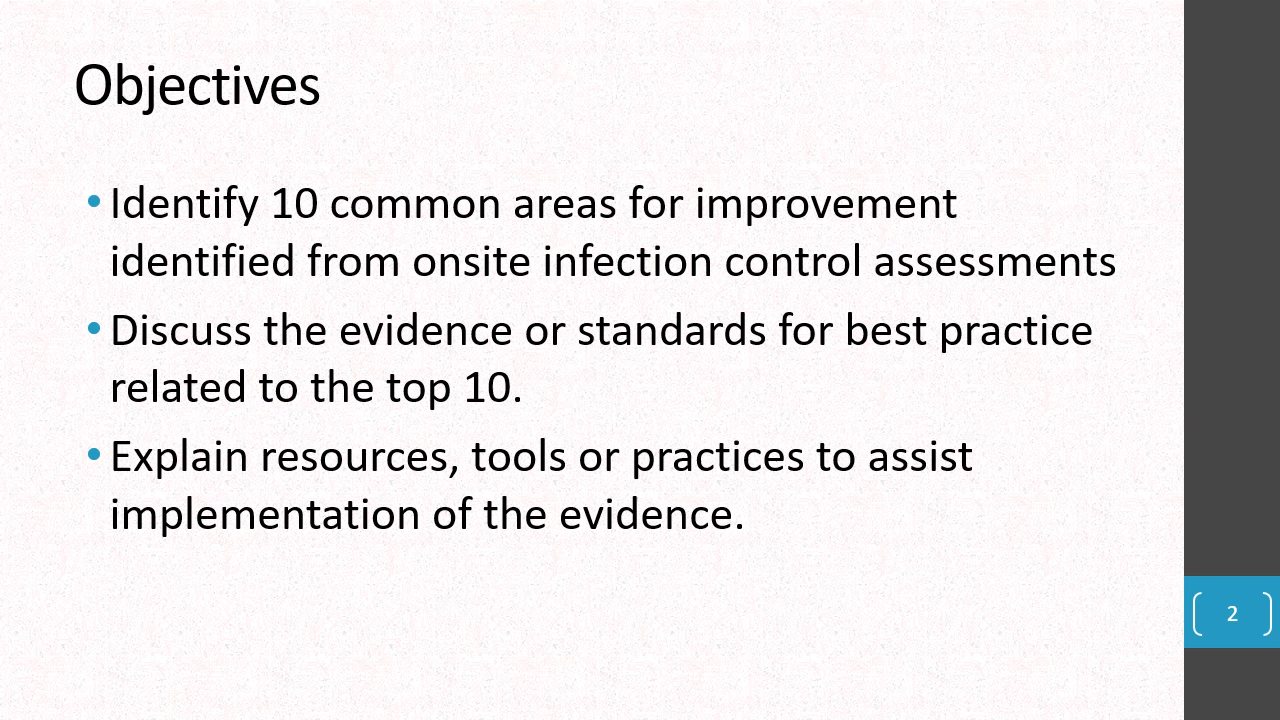 Objectives
• Identify 10 common areas for improvement
identified from onsite infection control assessments
• Discuss the evidence or standards for best practice
related to the top 10.
• Explain resources, tools or practices to assist
implementation of the evidence.
2